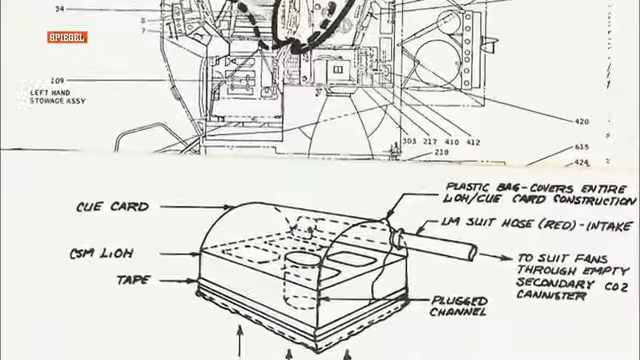 34
8
7
SPIEGEL
109
LEFT HAND
STOWAGE ASSY
303 217 410 412
210
420
615
424
PLASTIC BAG-COVERS ENTIRE
LIOH/CUE CARD CONSTRUCTION
CUE CARD
LM SUIT HOSE (RED)-INTAKE
CSM LIOH
TO SUIT FANS
THROUGH EMPTY
SECONDARY CO2
CANNISTER
TAPE
PLUGGED
CHANNEL